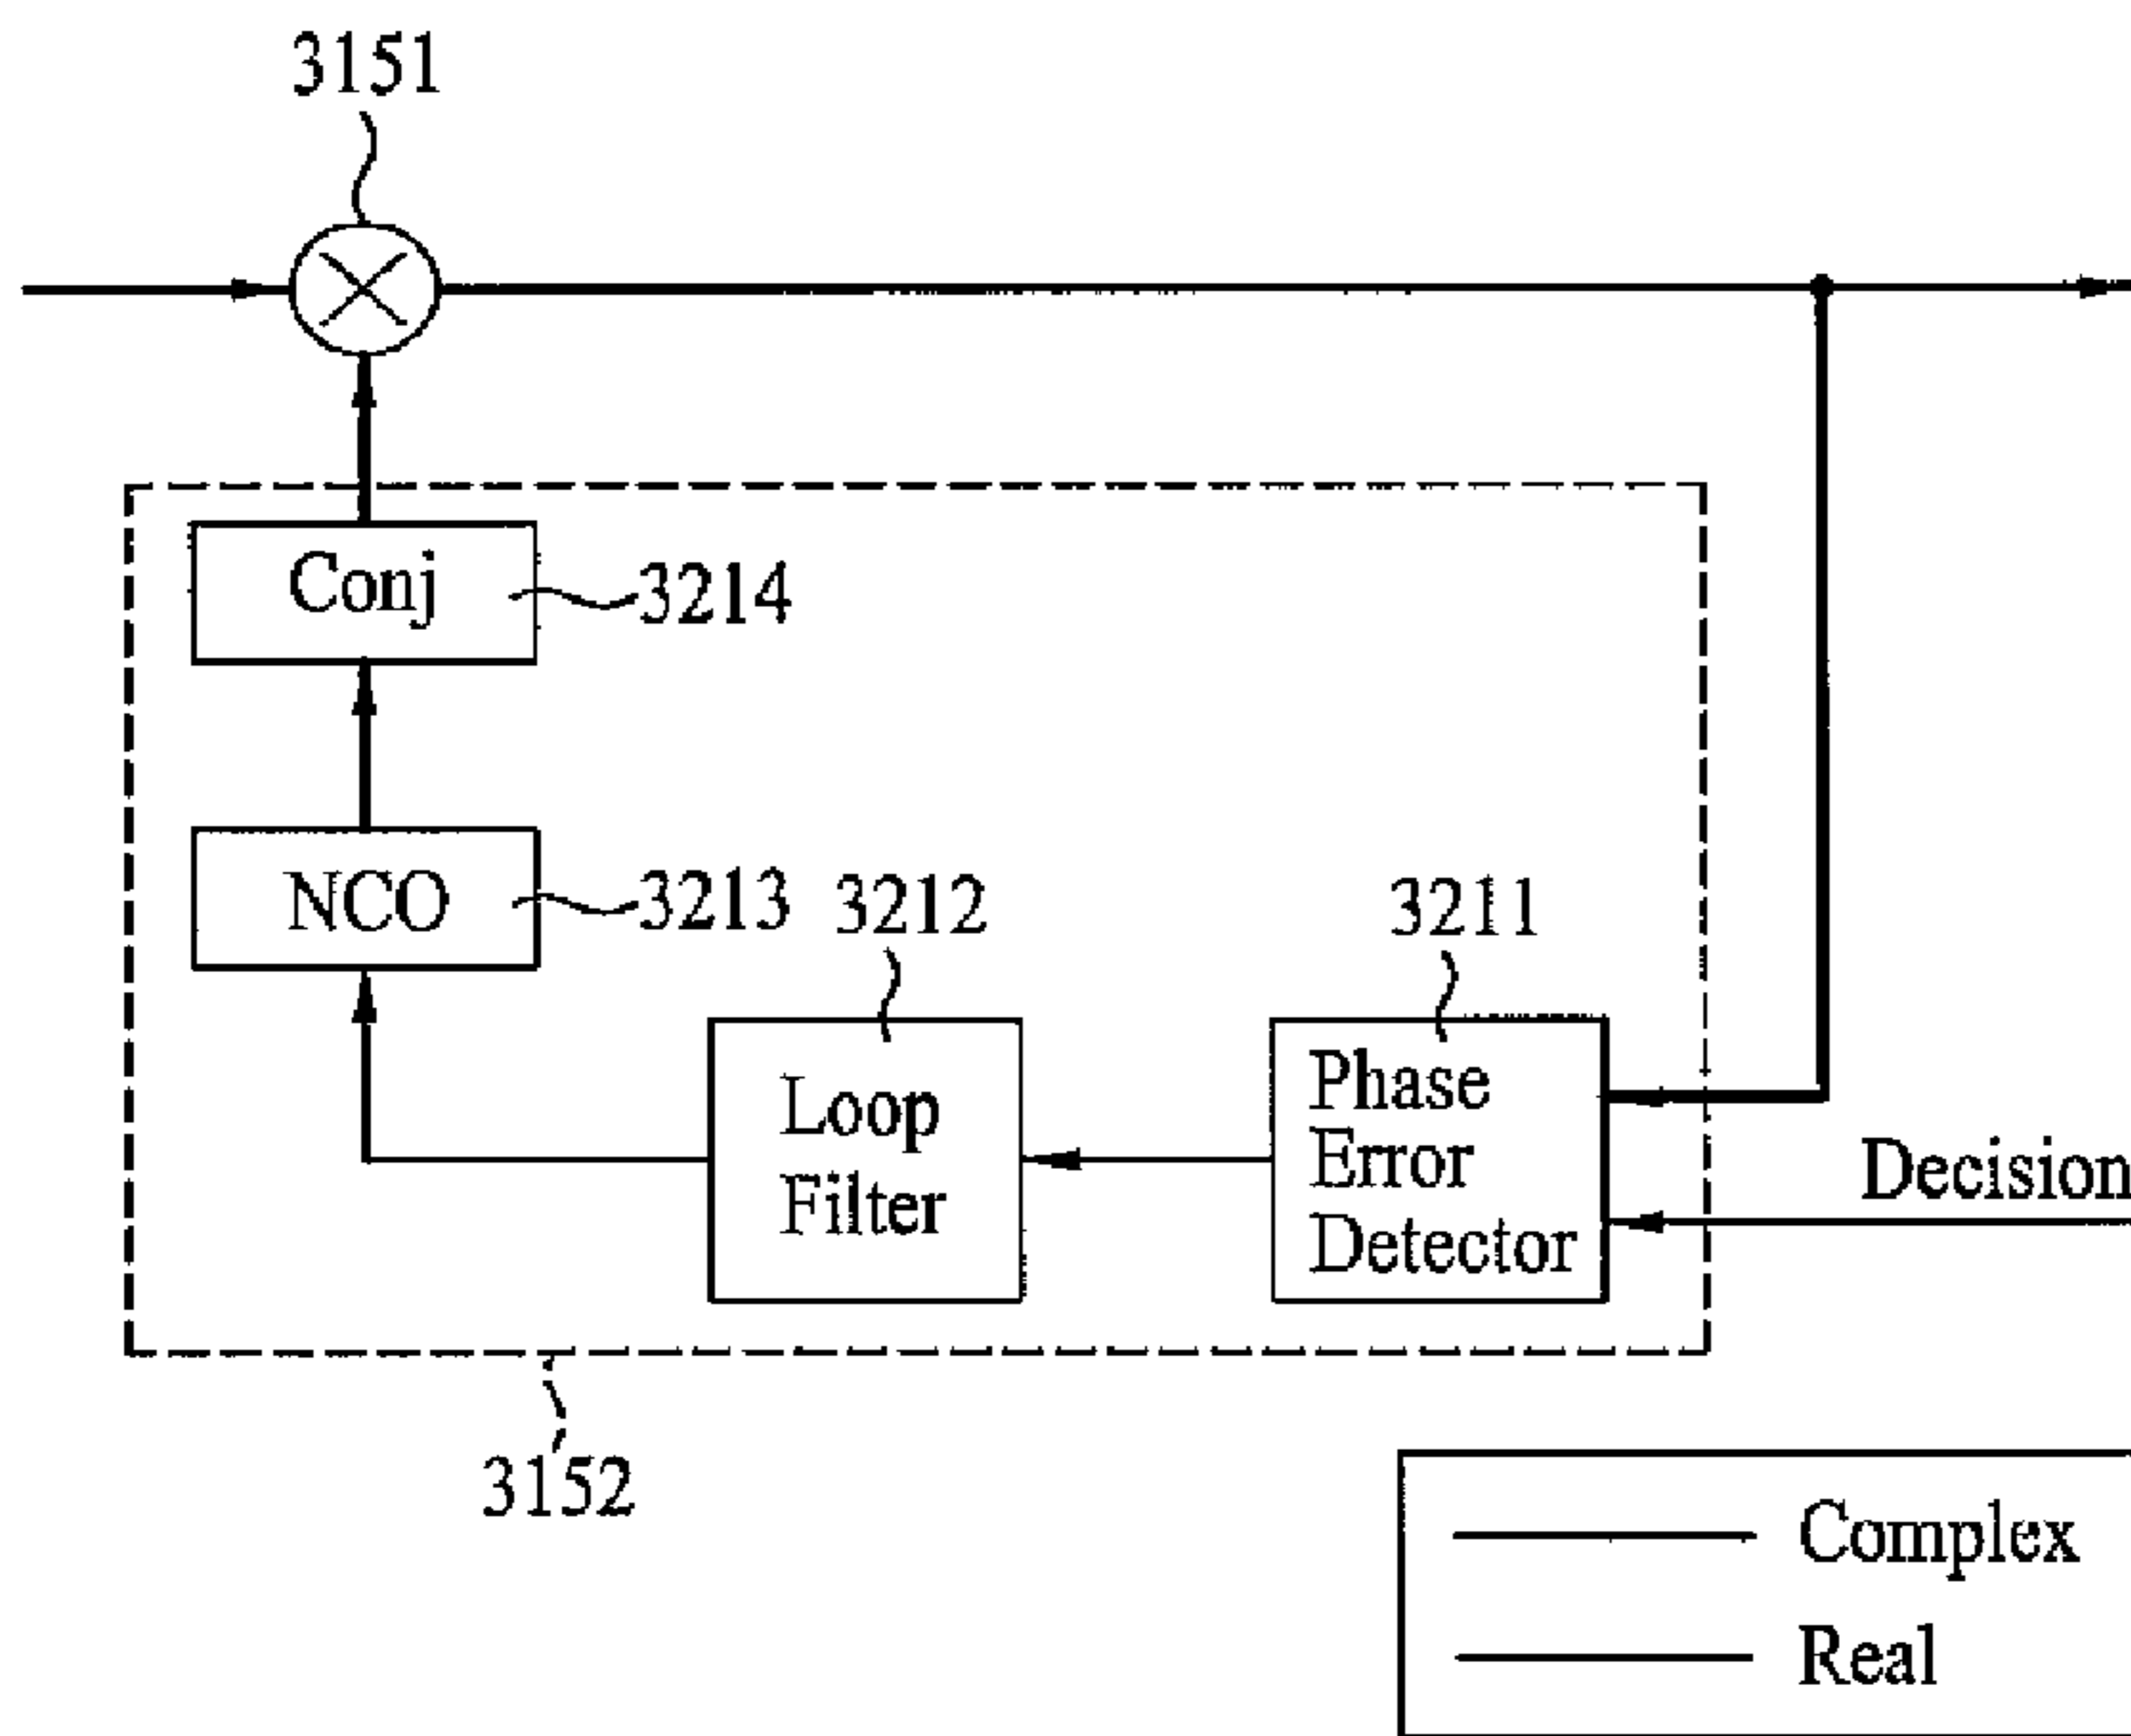 3151
Conj
3214
NCO
3213
3212
3211
Loop
Filter
Phase
Error
Detector
Decision
3152
Complex
Real